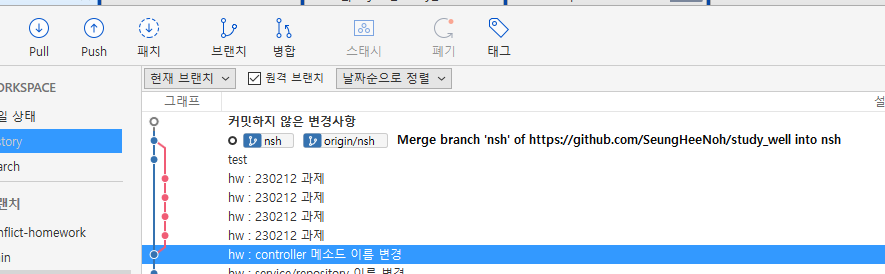 Pull Push 패치 브랜치 병합 스태시 폐기 태그
현재 브랜치 원격 브랜치 날짜순으로 정렬
그래프 설
ORKSPACE
일 상태
story
arch
랜치
nflict-homework
in
커밋하지 않은 변경사항
nsh origin/nsh Merge branch 'nsh' of https://github.com/SeungHeeNoh/study_well into nsh
test
hw : 230212 과제
hw : 230212 과제
hw : 230212 과제
hw : 230212 과제
hw : controller 메소드 이름 변경
hw : service/repository 이름 변경